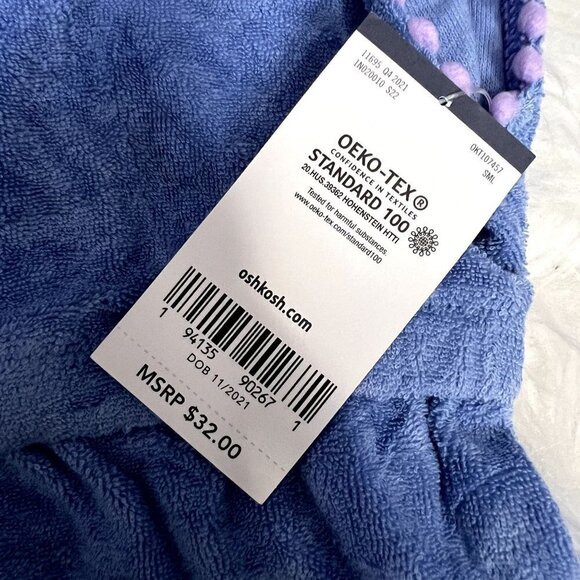 11695 Q4 2021
1N020010 S22
OKT107457
SML
OEKO-TEX®
CONFIDENCE IN TEXTILES
STANDARD 100
20.HUS.38362 HOHENSTEIN HTTI
Tested for harmful substances.
www.oeko-tex.com/standard100
oshkosh.com
1 94135 90267 1
DOB 11/2021
MSRP $32.00